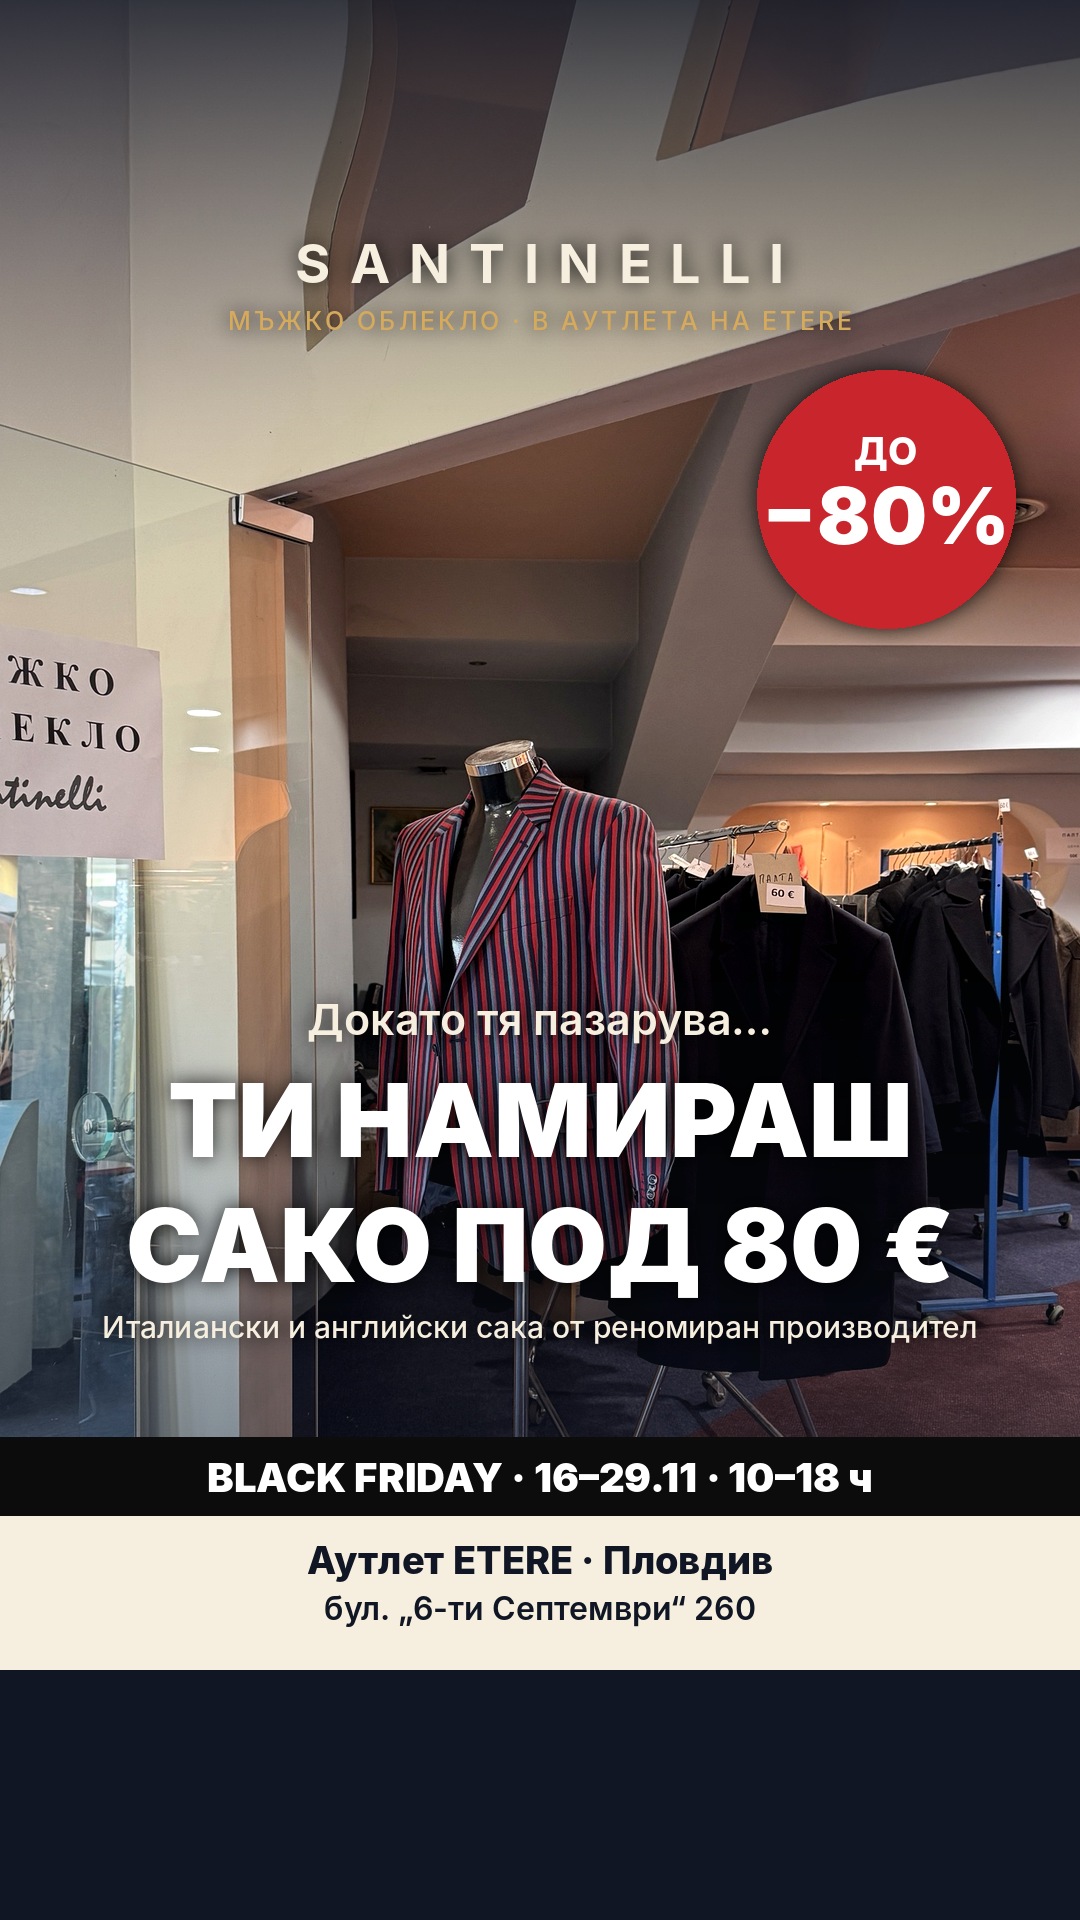 SANTINELLI
МЪЖКО ОБЛЕКЛО · В АУТЛЕТА НА ETERE
ДО
−80%
ЖКО
ЕКЛО
tinelli
ПАЛТА
60 €
Докато тя пазарува...
ТИ НАМИРАШ
САКО ПОД 80 €
Италиански и английски сака от реномиран производител
BLACK FRIDAY · 16–29.11 · 10–18 ч
Аутлет ETERE · Пловдив
бул. „6-ти Септември“ 260